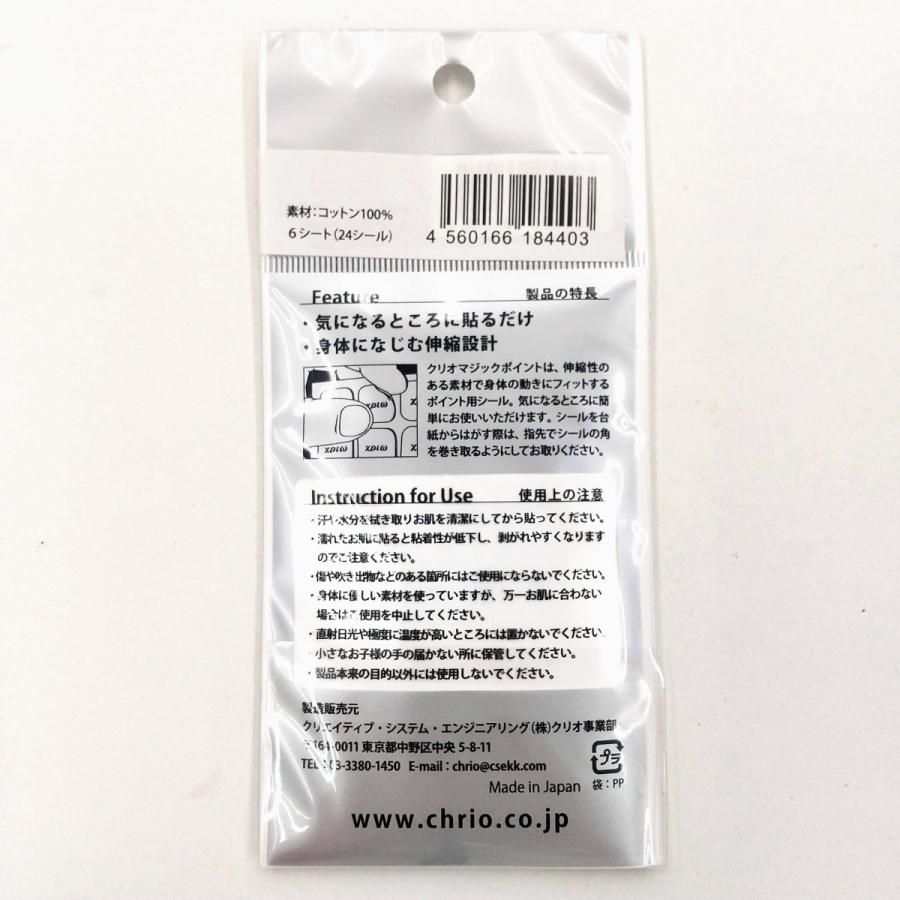 素材：コットン100%
6シート(24シール)
4 560166 184403
Feature 製品の特長
・気になるところに貼るだけ
・身体になじむ伸縮設計
クリオマジックポイントは、伸縮性の
ある素材で身体の動きにフィットする
ポイント用シール。気になるところに簡
単にお使いいただけます。シールを台
紙からはがす際は、指先でシールの角
を巻き取るようにしてお取りください。
χριω
χριω
Instruction for Use 使用上の注意
・汗や水分を拭き取りお肌を清潔にしてから貼ってください。
・濡れたお肌に貼ると粘着性が低下し、剥がれやすくなります
のでご注意ください。
・傷や吹き出物などのある箇所にはご使用にならないでください。
・身体に優しい素材を使っていますが、万一お肌に合わない
場合はご使用を中止してください。
・直射日光や極度に温度が高いところには置かないでください。
・小さなお子様の手の届かない所に保管してください。
・製品本来の目的以外には使用しないでください。
製造販売元
クリエイティブ・システム・エンジニアリング(株)クリオ事業部
〒164-0011 東京都中野区中央 5-8-11
TEL：03-3380-1450 E-mail：chrio@csekk.com
プラ
Made in Japan 袋：PP
www.chrio.co.jp